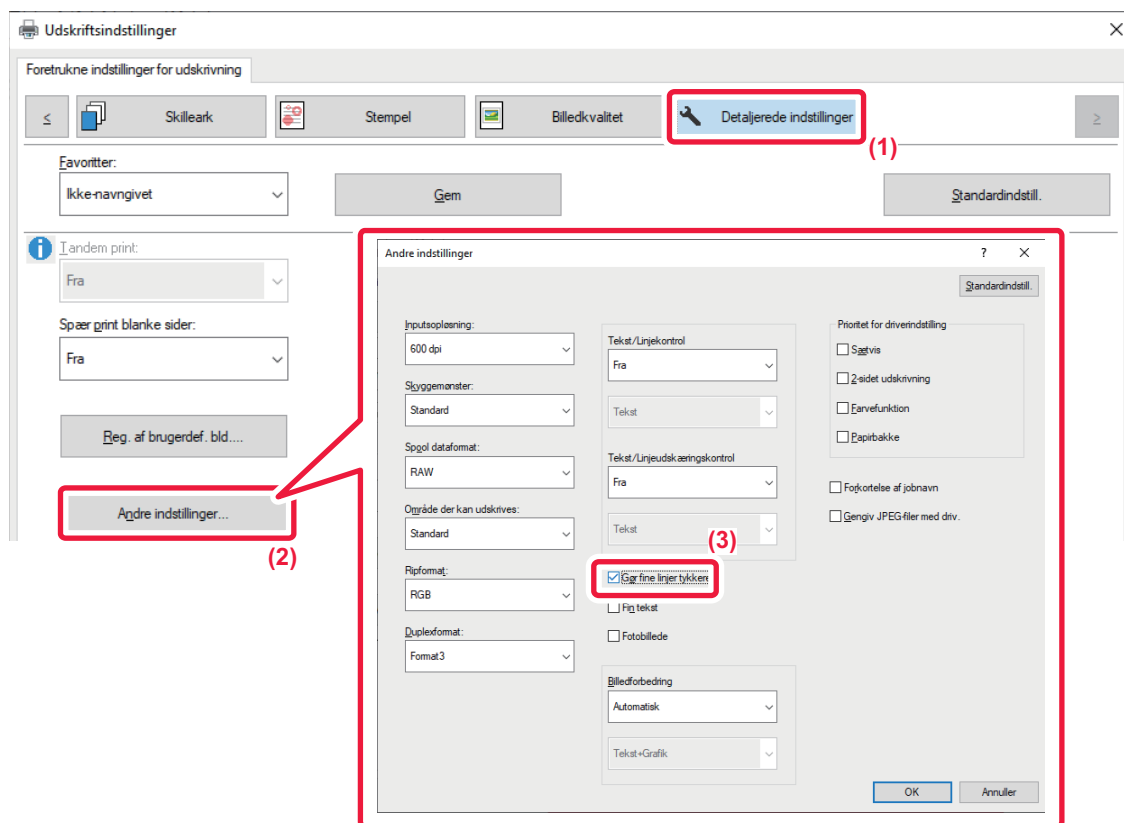 Udskriftsindstillinger
Foretrukne indstillinger for udskrivning
<
Skilleark
Stempel
Billedkvalitet
Detaljerede indstillinger
>
(1)
Favoritter:
Ikke-navngivet
Gem
Standardindstill.
Tandem print:
Fra
Spær print blanke sider:
Fra
Reg. af brugerdef. bld....
Andre indstillinger...
(2)
Andre indstillinger
?
Standardindstill.
Inputsopløsning:
600 dpi
Skyggemønster:
Standard
Spool dataformat:
RAW
Område der kan udskrives:
Standard
Ripformat:
RGB
Duplexformat:
Format3
Tekst/Linjekontrol
Fra
Tekst
Tekst/Linjeudskæringskontrol
Fra
Tekst
(3)
Gør fine linjer tykkere
Fin tekst
Fotobillede
Billedforbedring
Automatisk
Tekst+Grafik
Prioritet for driverindstilling
Sætvis
2-sidet udskrivning
Farvefunktion
Papirbakke
Forkortelse af jobnavn
Gengiv JPEG-filer med driv.
OK
Annuller